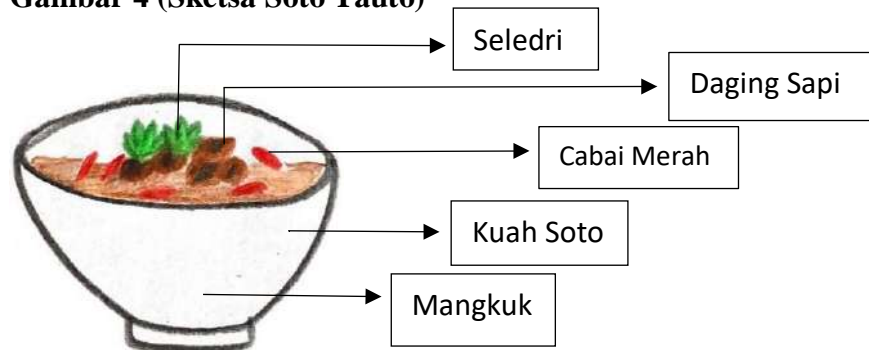 Gambar 4 (Sketsa Soto Tauto)
Seledri
Daging Sapi
Cabai Merah
Kuah Soto
Mangkuk